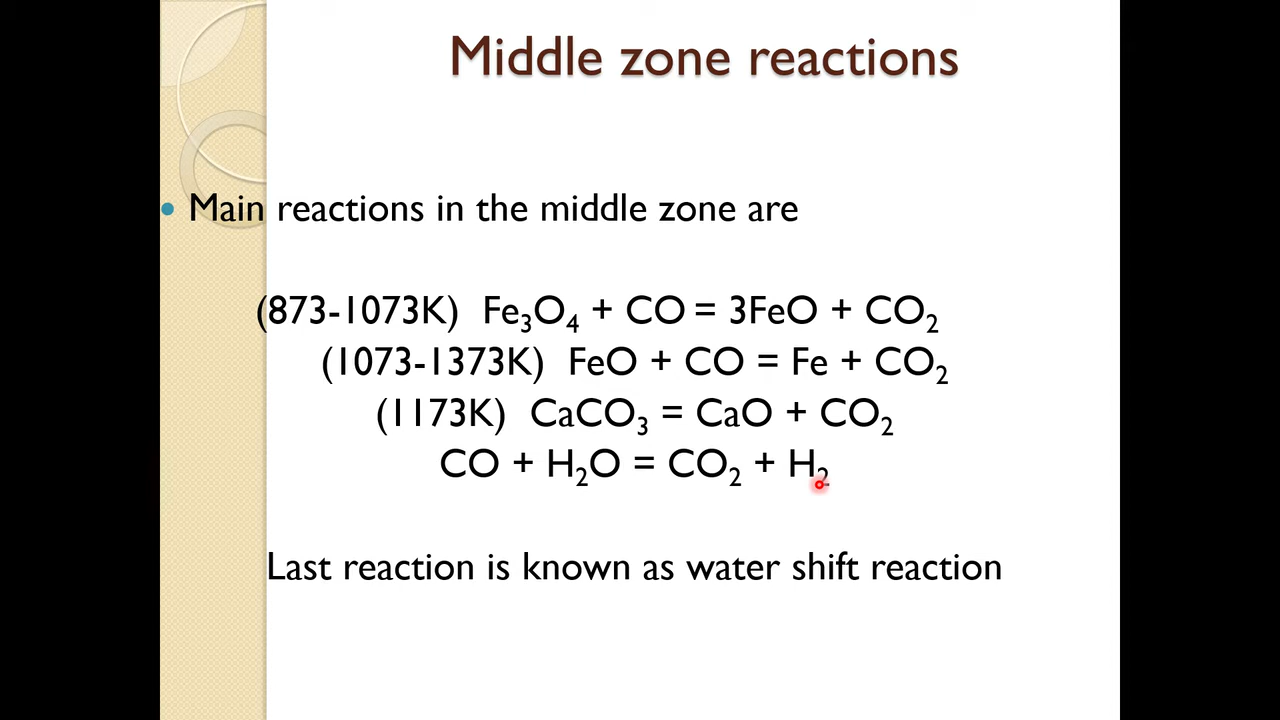 Middle zone reactions
Main reactions in the middle zone are
(873-1073K) Fe₃O₄ + CO = 3FeO + CO₂
(1073-1373K) FeO + CO = Fe + CO₂
(1173K) CaCO₃ = CaO + CO₂
CO + H₂O = CO₂ + H₂
Last reaction is known as water shift reaction